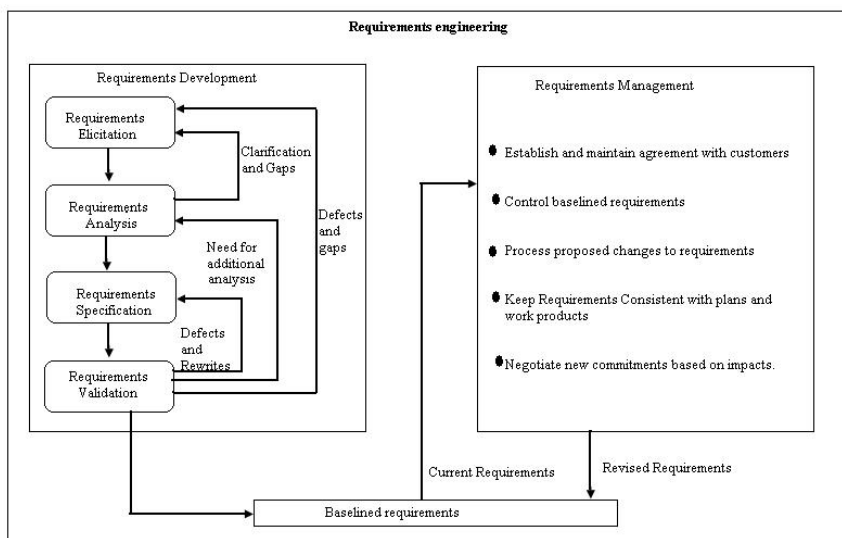 Requirements engineering
Requirements Development
Requirements
Elicitation
Clarification
and Gaps
Requirements
Analysis
Defects
and
gaps
Need for
additional
analysis
Requirements
Specification
Defects
and
Rewrites
Requirements
Validation
Requirements Management
Establish and maintain agreement with customers
Control baselined requirements
Process proposed changes to requirements
Keep Requirements Consistent with plans and
work products
Negotiate new commitments based on impacts.
Current Requirements
Revised Requirements
Baselined requirements